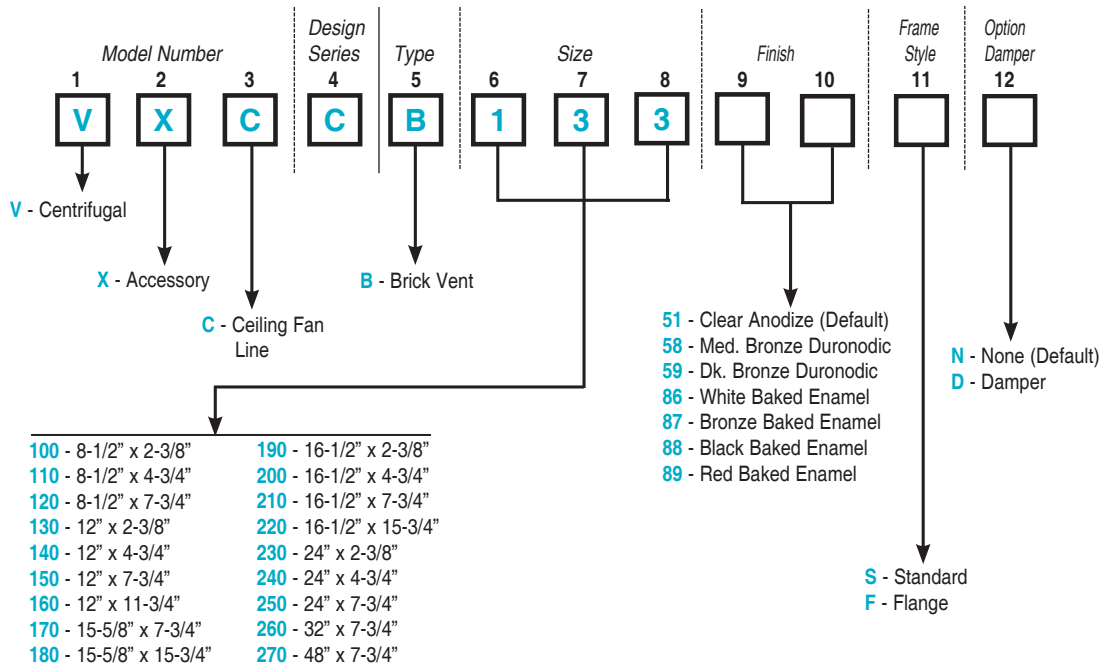 Model Number
Design Series
Type
Size
Finish
Frame Style
Option Damper
1 2 3 4 5 6 7 8 9 10 11 12
V X C C B 1 3 3
V - Centrifugal
X - Accessory
C - Ceiling Fan
Line
B - Brick Vent
51 - Clear Anodize (Default)
58 - Med. Bronze Duronodic
59 - Dk. Bronze Duronodic
86 - White Baked Enamel
87 - Bronze Baked Enamel
88 - Black Baked Enamel
89 - Red Baked Enamel
N - None (Default)
D - Damper
S - Standard
F - Flange
100 - 8-1/2” x 2-3/8”
110 - 8-1/2” x 4-3/4”
120 - 8-1/2” x 7-3/4”
130 - 12” x 2-3/8”
140 - 12” x 4-3/4”
150 - 12” x 7-3/4”
160 - 12” x 11-3/4”
170 - 15-5/8” x 7-3/4”
180 - 15-5/8” x 15-3/4”
190 - 16-1/2” x 2-3/8”
200 - 16-1/2” x 4-3/4”
210 - 16-1/2” x 7-3/4”
220 - 16-1/2” x 15-3/4”
230 - 24” x 2-3/8”
240 - 24” x 4-3/4”
250 - 24” x 7-3/4”
260 - 32” x 7-3/4”
270 - 48” x 7-3/4”